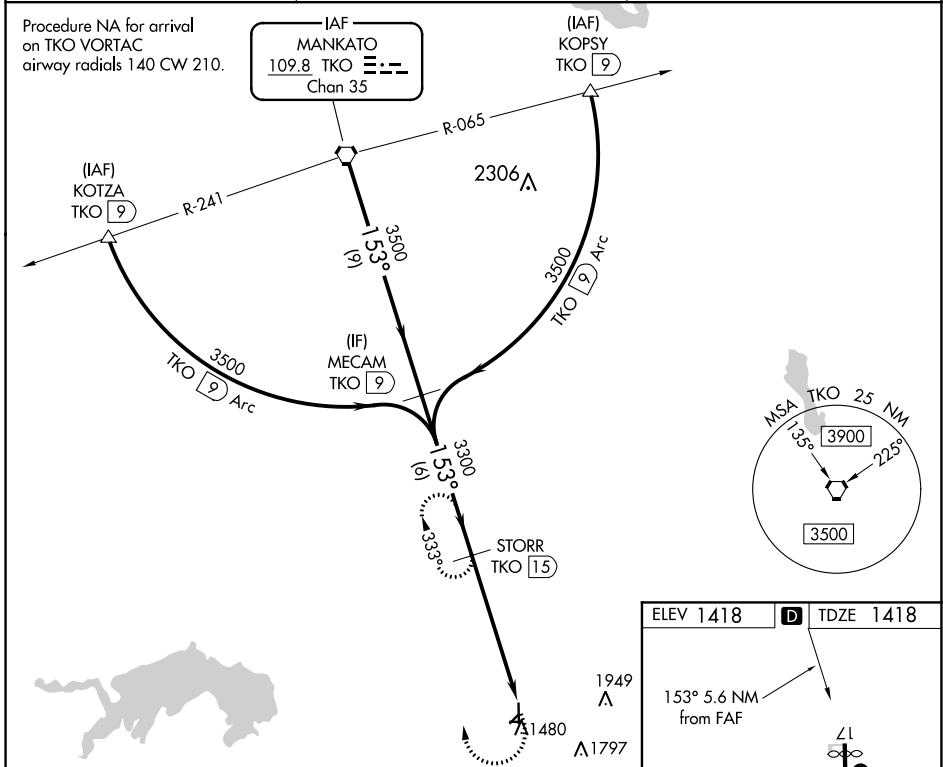 Procedure NA for arrival
on TKO VORTAC
airway radials 140 CW 210.
IAF
MANKATO
109.8 TKO
Chan 35
(IAF)
KOPSY
TKO 9
R-065
2306
(IAF)
KOTZA
TKO 9
R-241
3500
153°
(9)
3500
TKO 9 Arc
3500
TKO 9 Arc
(IF)
MECAM
TKO 9
3300
153°
(6)
333°
STORR
TKO 15
MSA TKO 25 NM
135°
3900
225°
3500
1949
1480
1797
ELEV 1418
D
TDZE 1418
153° 5.6 NM
from FAF
17